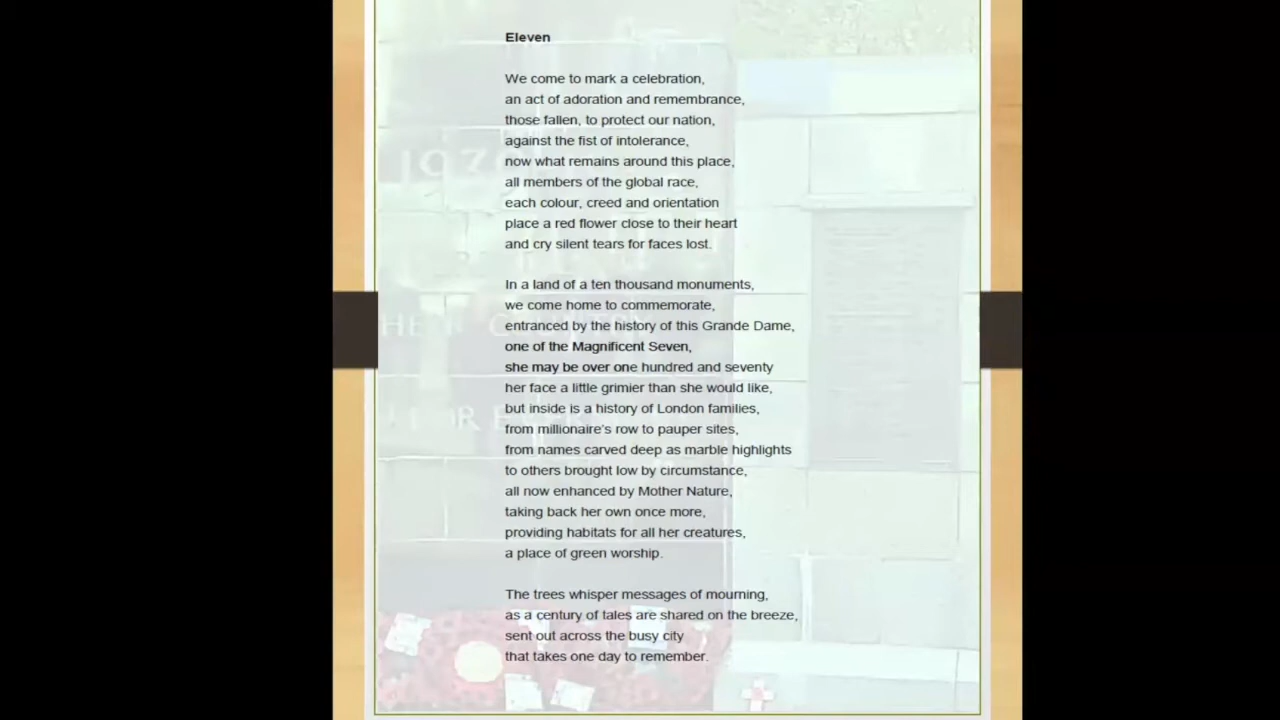 Eleven
We come to mark a celebration,
an act of adoration and remembrance,
those fallen, to protect our nation,
against the fist of intolerance,
now what remains around this place,
all members of the global race,
each colour, creed and orientation
place a red flower close to their heart
and cry silent tears for faces lost.
In a land of a ten thousand monuments,
we come home to commemorate,
entranced by the history of this Grande Dame,
one of the Magnificent Seven,
she may be over one hundred and seventy
her face a little grimier than she would like,
but inside is a history of London families,
from millionaire's row to pauper sites,
from names carved deep as marble highlights
to others brought low by circumstance,
all now enhanced by Mother Nature,
taking back her own once more,
providing habitats for all her creatures,
a place of green worship.
The trees whisper messages of mourning,
as a century of tales are shared on the breeze,
sent out across the busy city
that takes one day to remember.